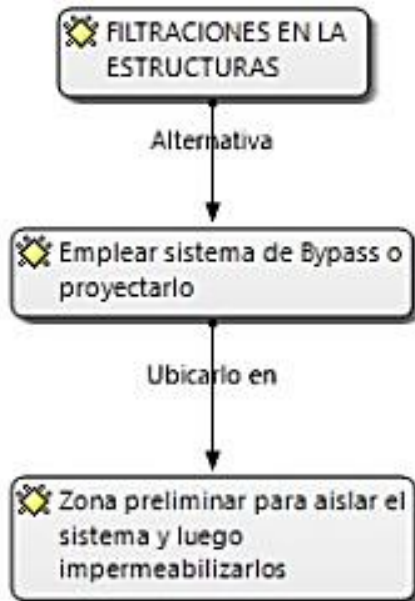 FILTRACIONES EN LA
ESTRUCTURAS
Alternativa
Emplear sistema de Bypass o
proyectarlo
Ubicarlo en
Zona preliminar para aislar el
sistema y luego
impermeabilizarlos